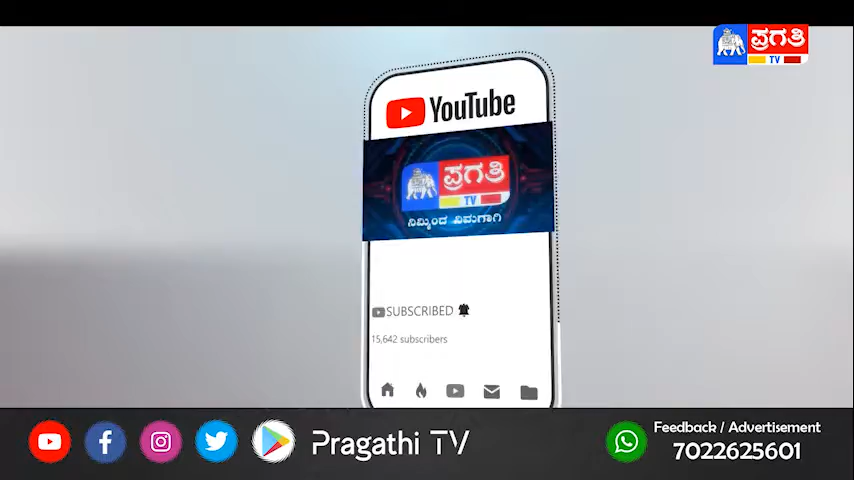 ಪ್ರಗತಿ
TV
YouTube
ಪ್ರಗತಿ
TV
ನಿಮ್ಮಿಂದ ನಿಮಗಾಗಿ
SUBSCRIBED
15,642 subscribers
Pragathi TV
Feedback / Advertisement
7022625601